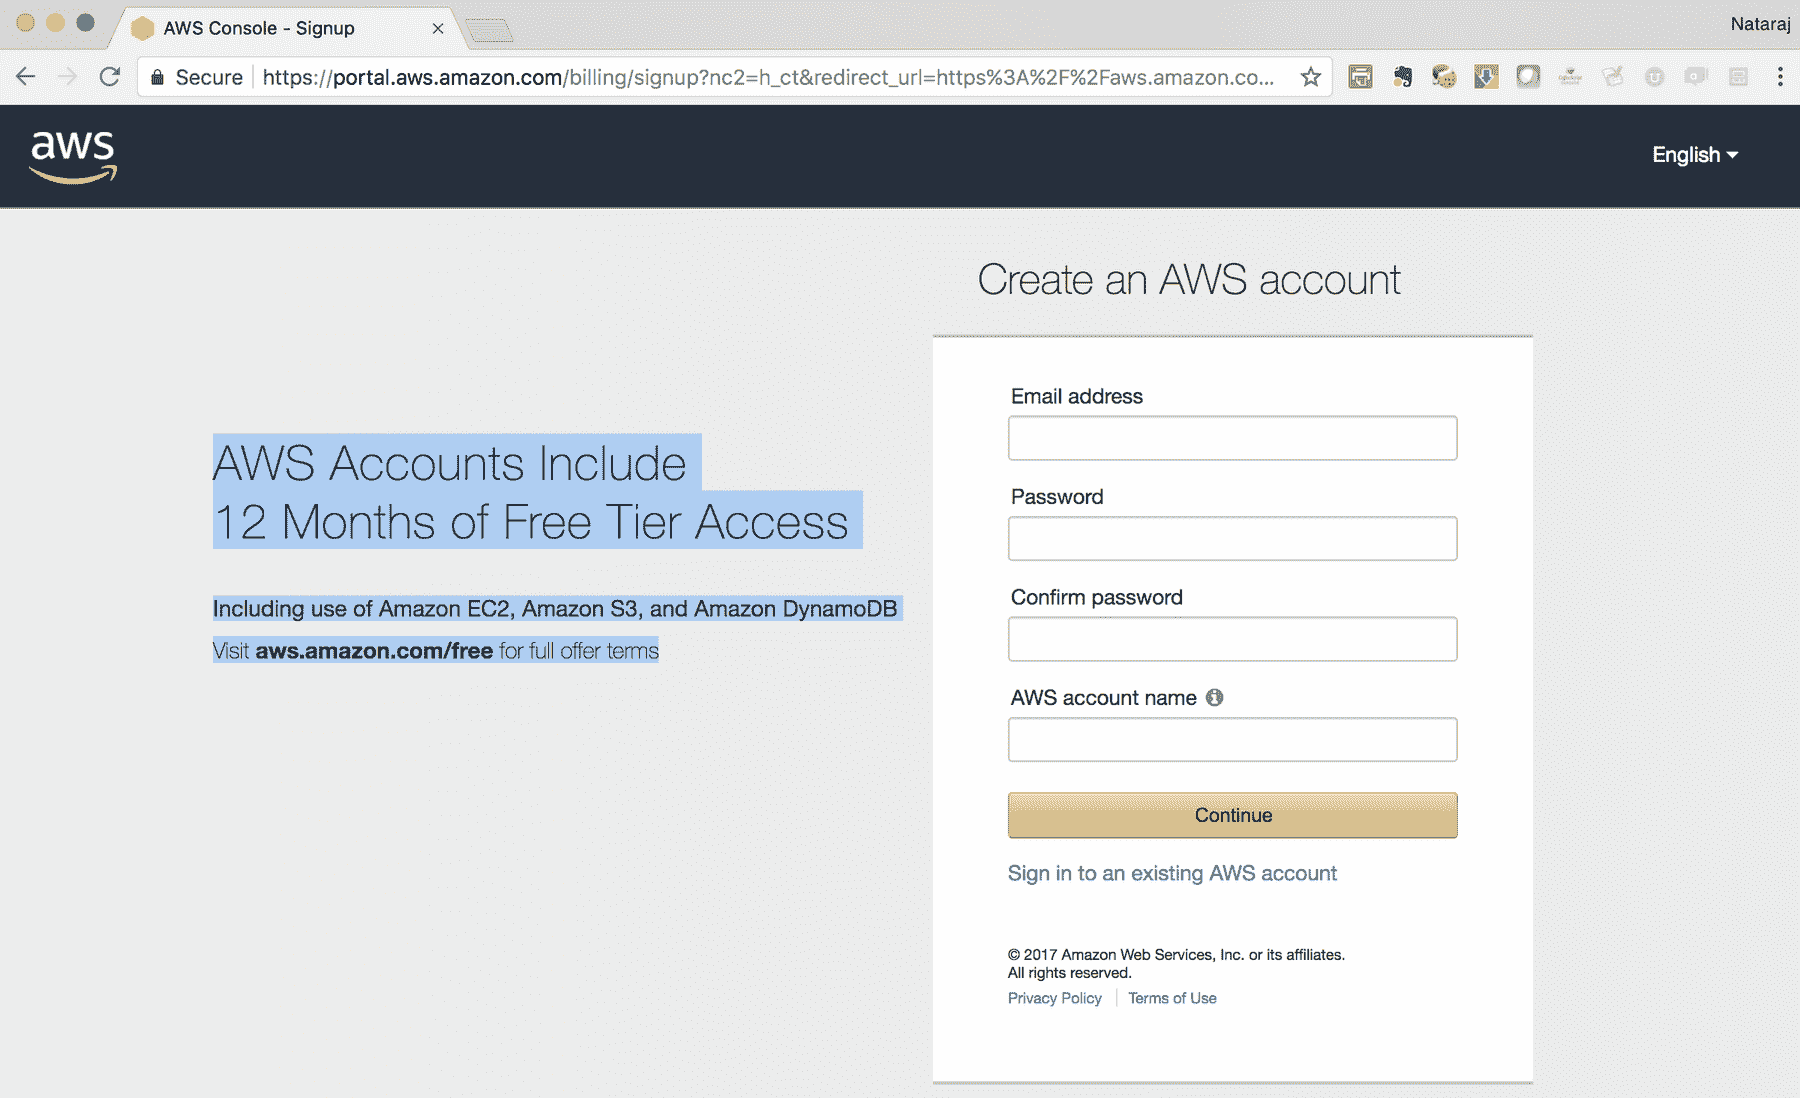 AWS Console - Signup
Nataraj
Secure https://portal.aws.amazon.com/billing/signup?nc2=h_ct&redirect_url=https%3A%2F%2Faws.amazon.co...
aws
English
Create an AWS account
AWS Accounts Include
12 Months of Free Tier Access
Including use of Amazon EC2, Amazon S3, and Amazon DynamoDB
Visit aws.amazon.com/free for full offer terms
Email address
Password
Confirm password
AWS account name
Continue
Sign in to an existing AWS account
© 2017 Amazon Web Services, Inc. or its affiliates.
All rights reserved.
Privacy Policy
Terms of Use